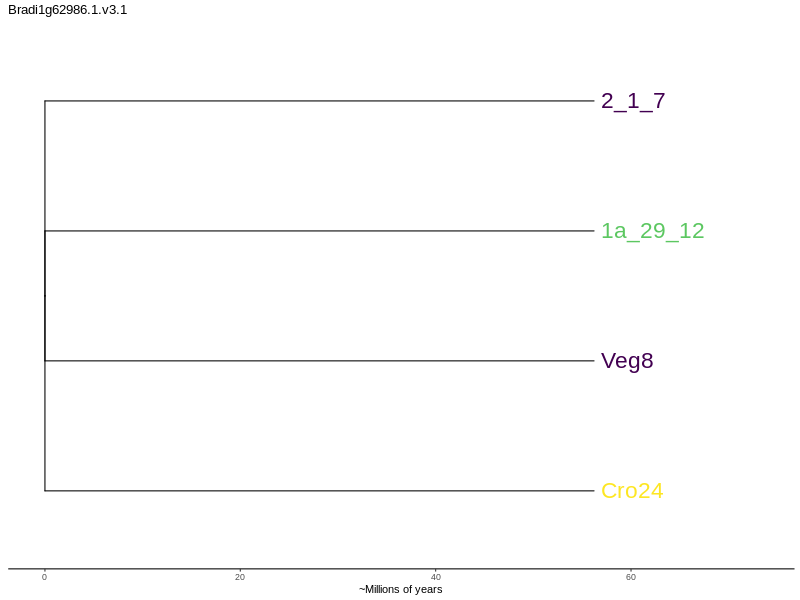 Bradi1g62986.1.v3.1
2_1_7
1a_29_12
Veg8
Cro24
0 20 40 60
~Millions of years